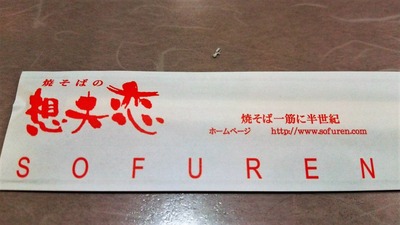 焼そばの
想夫恋
焼そば一筋に半世紀
ホームページ http://www.sofuren.com
SOFUREN